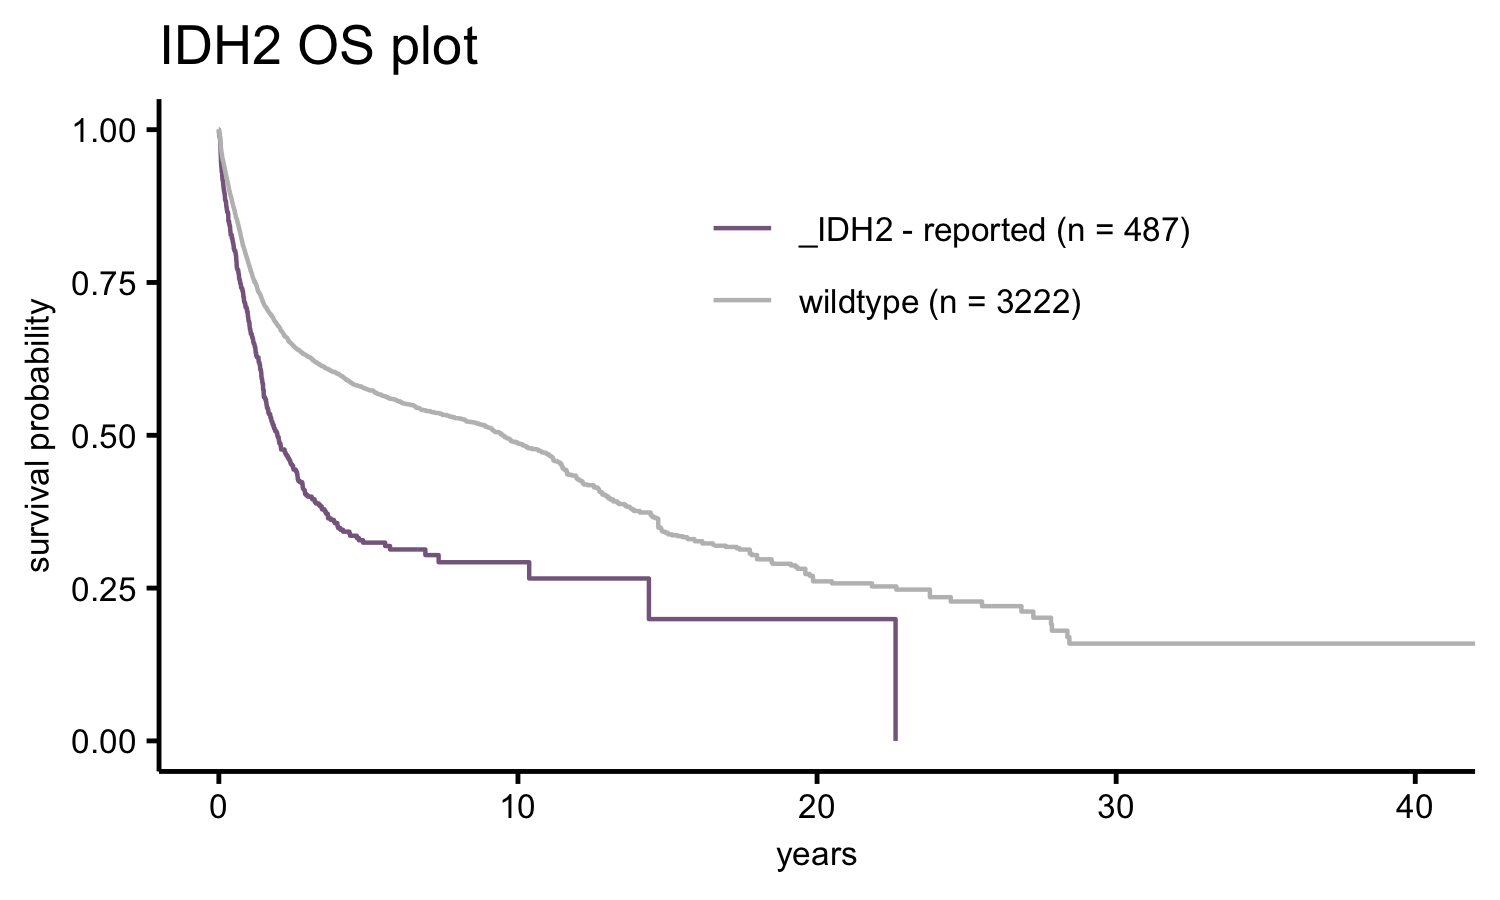 IDH2 OS plot
1.00
0.75
0.50
0.25
0.00
survival probability
_IDH2 - reported (n = 487)
wildtype (n = 3222)
0 10 20 30 40
years